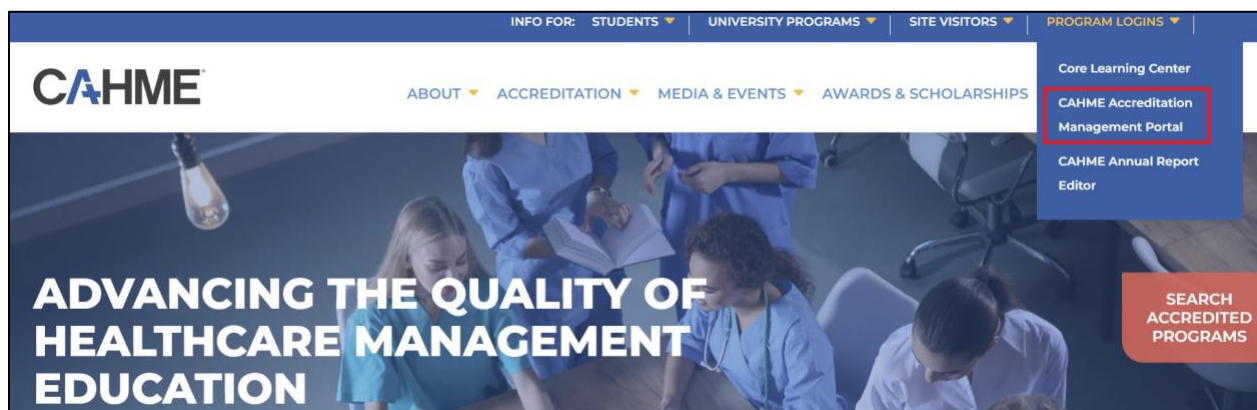 INFO FOR: STUDENTS UNIVERSITY PROGRAMS SITE VISITORS PROGRAM LOGINS
CAHME
ABOUT ACCREDITATION MEDIA & EVENTS AWARDS & SCHOLARSHIPS
Core Learning Center
CAHME Accreditation
Management Portal
CAHME Annual Report
Editor
ADVANCING THE QUALITY OF
HEALTHCARE MANAGEMENT
EDUCATION
SEARCH
ACCREDITED
PROGRAMS